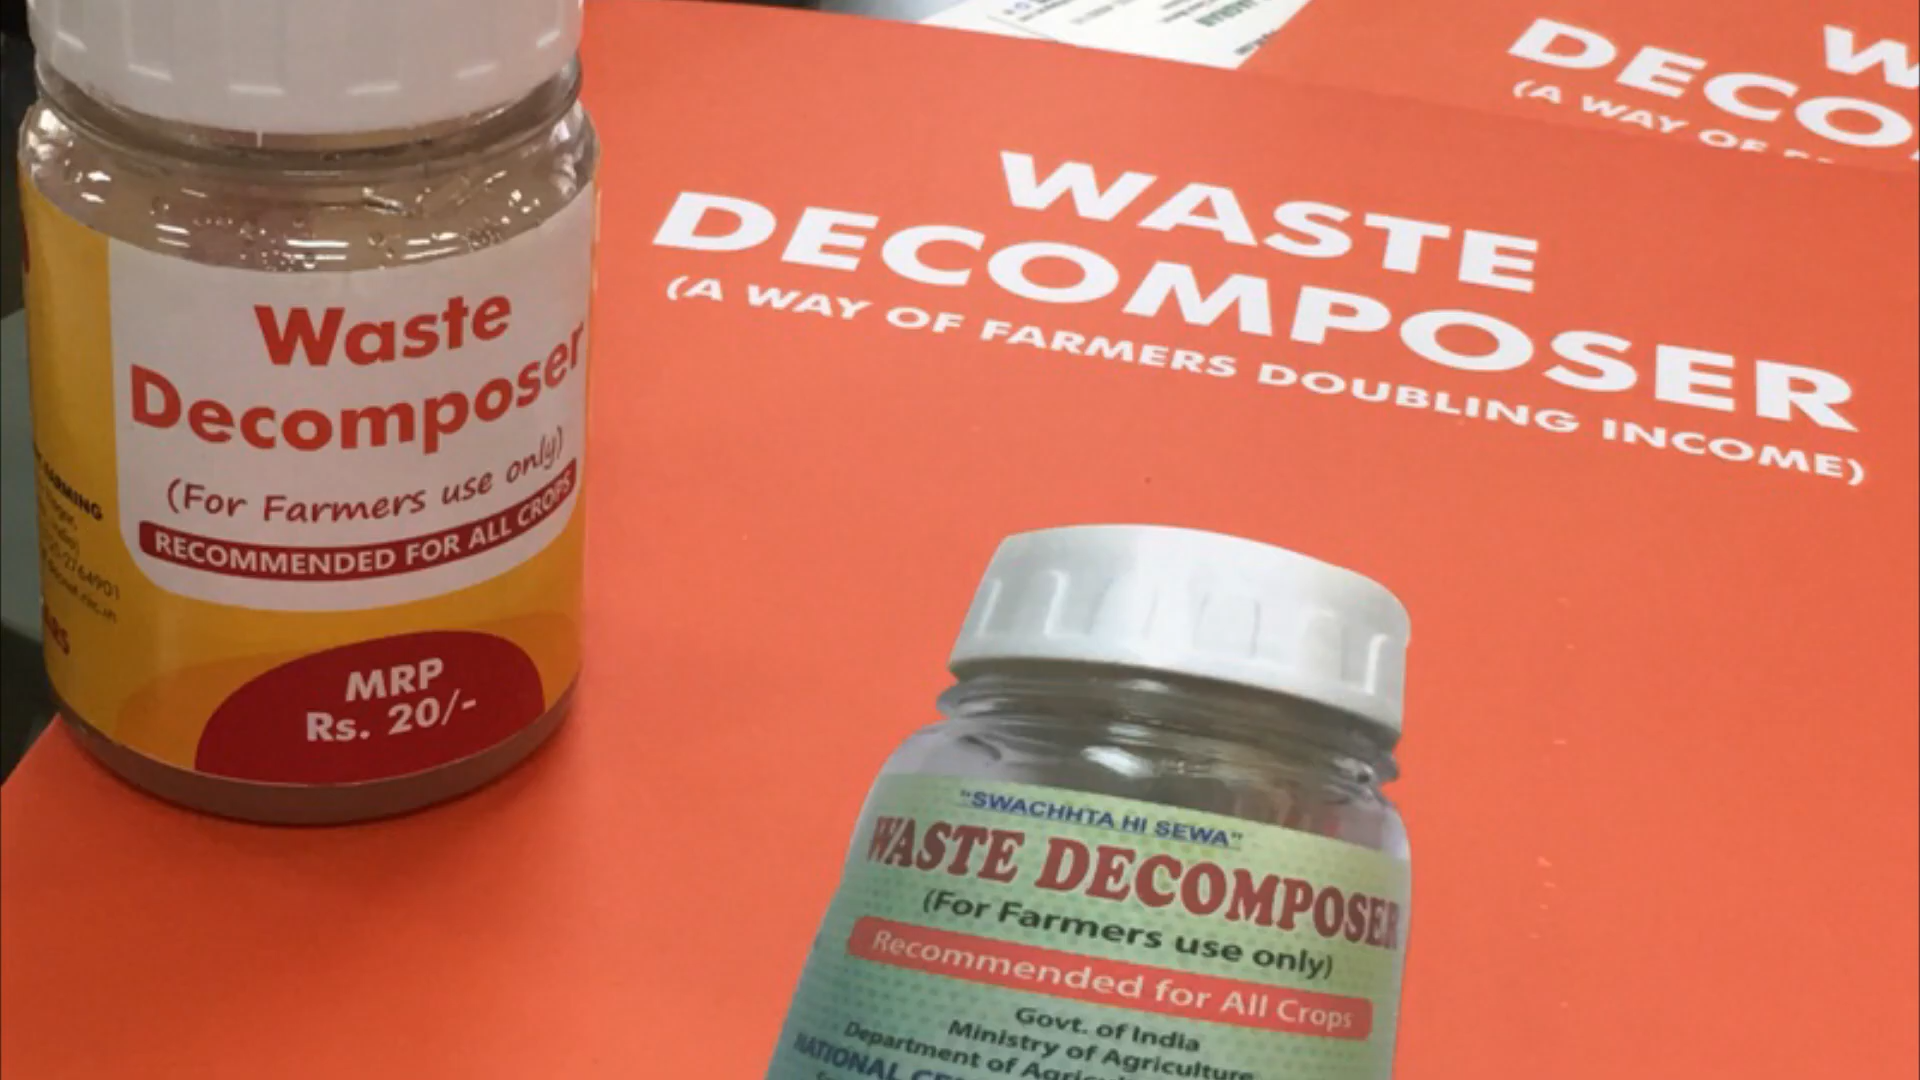 Waste
Decomposer
(For Farmers use only)
RECOMMENDED FOR ALL CROPS
MRP
Rs. 20/-
WASTE
DECOMPOSER
(A WAY OF FARMERS DOUBLING INCOME)
(A WAY OF
"SWACHHTA HI SEWA"
WASTE DECOMPOSER
(For Farmers use only)
Recommended for All Crops
Govt. of India
Ministry of Agriculture
Department of
NATIONAL